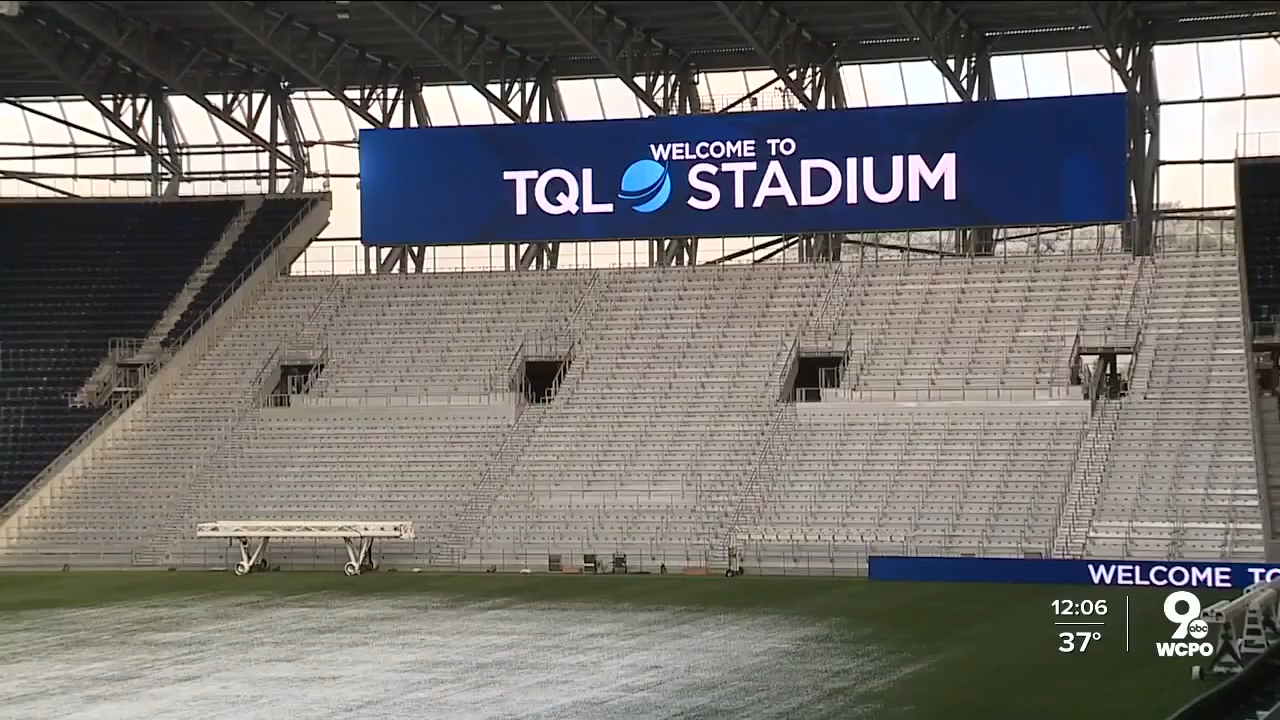 WELCOME TO
TQL STADIUM
WELCOME TO
12:06
37°
9
abc
WCPO